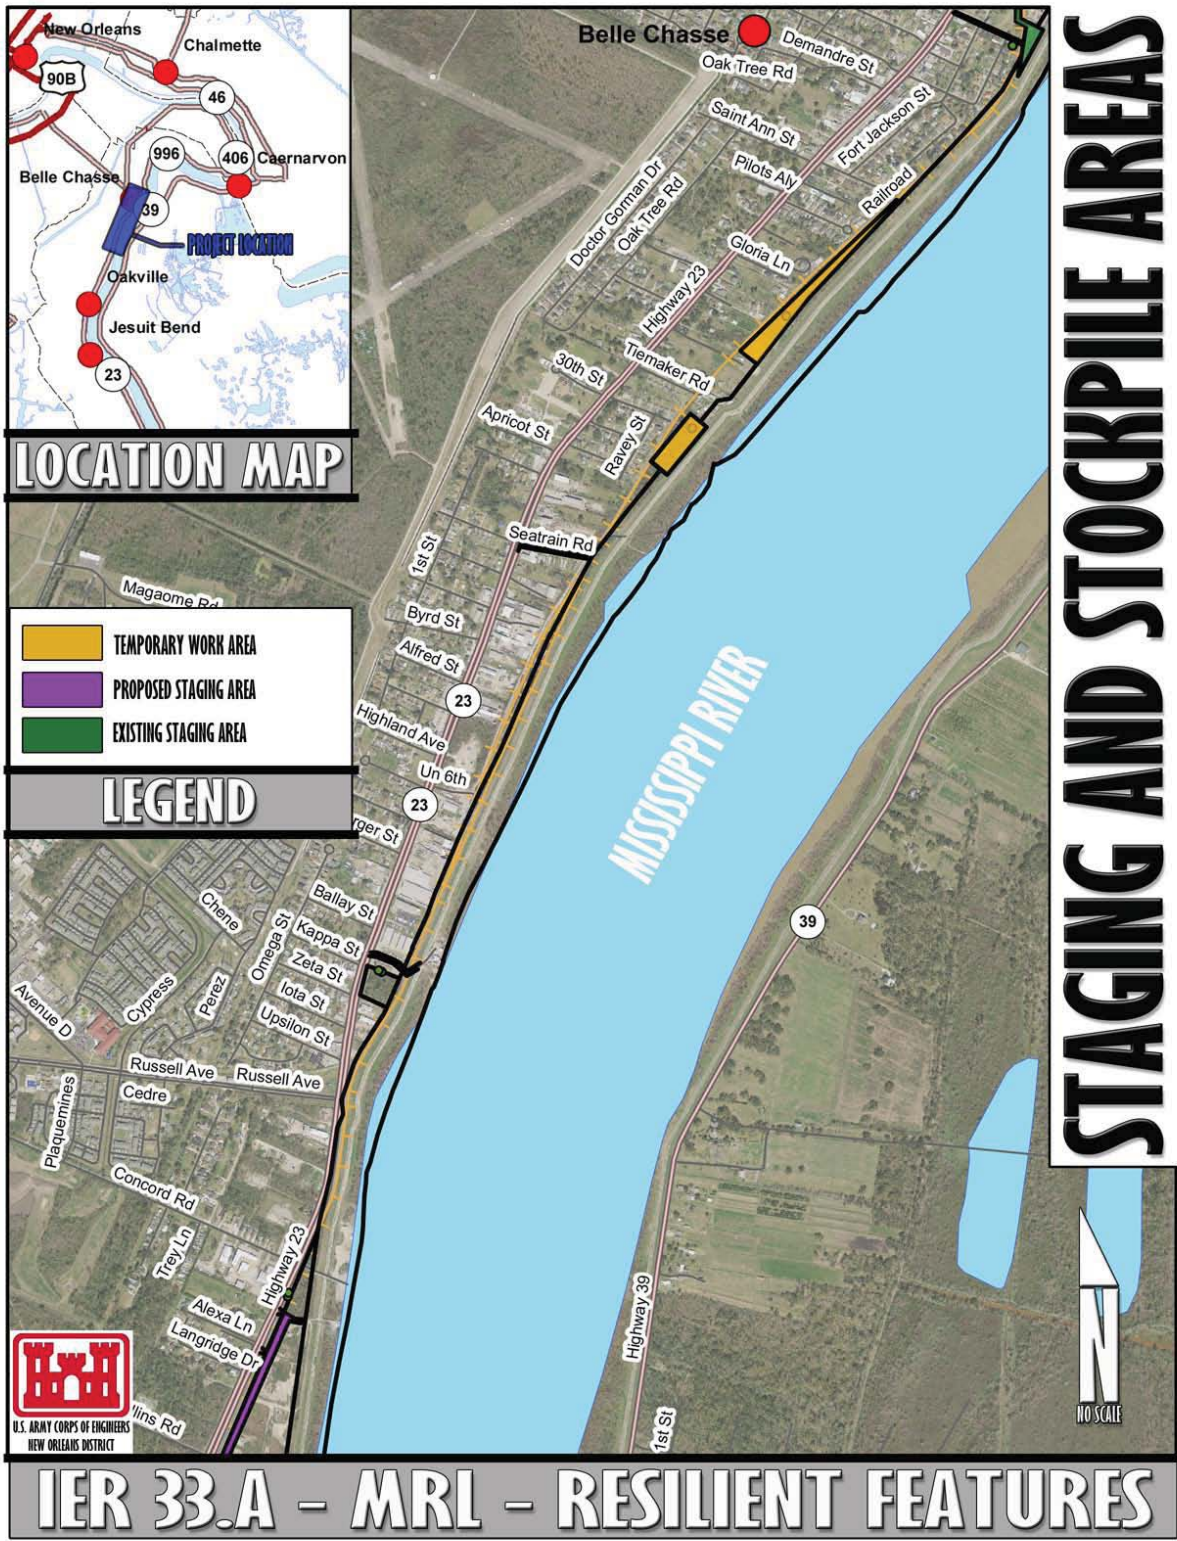 New Orleans
Chalmette
90B
46
996
406
Caernarvon
Belle Chasse
39
PROJECT LOCATION
Oakville
Jesuit Bend
23
LOCATION MAP
Belle Chasse
Demandre St
Oak Tree Rd
Saint Ann St
Fort Jackson St
Pilots Aly
Railroad
Doctor Gorman Dr
Oak Tree Rd
Gloria Ln
Highway 23
Tiemaker Rd
30th St
Apricot St
Ravey St
Seatrain Rd
1st St
Magaome Rd
Byrd St
Alfred St
23
Highland Ave
Un 6th
23
rger St
TEMPORARY WORK AREA
PROPOSED STAGING AREA
EXISTING STAGING AREA
LEGEND
MISSISSIPPI RIVER
Ballay St
Chene
Kappa St
Omega St
Zeta St
Iota St
Upsilon St
Cypress
Perez
Avenue D
Russell Ave
Russell Ave
Cedre
Plaquemines
Concord Rd
Trey Ln
Highway 23
Alexa Ln
Langridge Dr
llins Rd
39
Highway 39
1st St
U.S. ARMY CORPS OF ENGINEERS
NEW ORLEANS DISTRICT
N
NO SCALE
STAGING AND STOCKPILE AREAS
IER 33.A - MRL - RESILIENT FEATURES